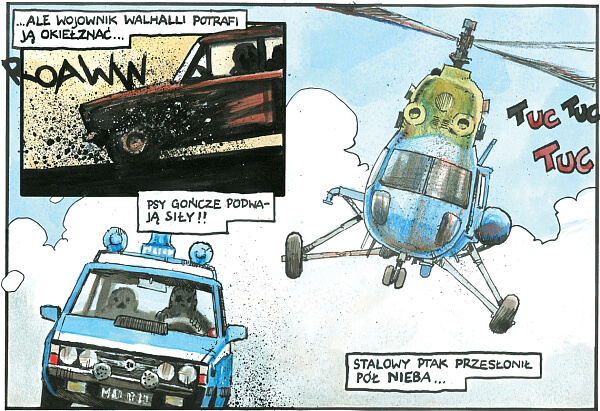 ...ALE WOJOWNIK WALHALLI POTRAFI
JĄ OKIEŁZNAĆ...
ROAWW
TUC TUC
TUC
PSY GOŃCZE PODWA-
JĄ SIŁY!!
STALOWY PTAK PRZESŁONIŁ
PÓŁ NIEBA...